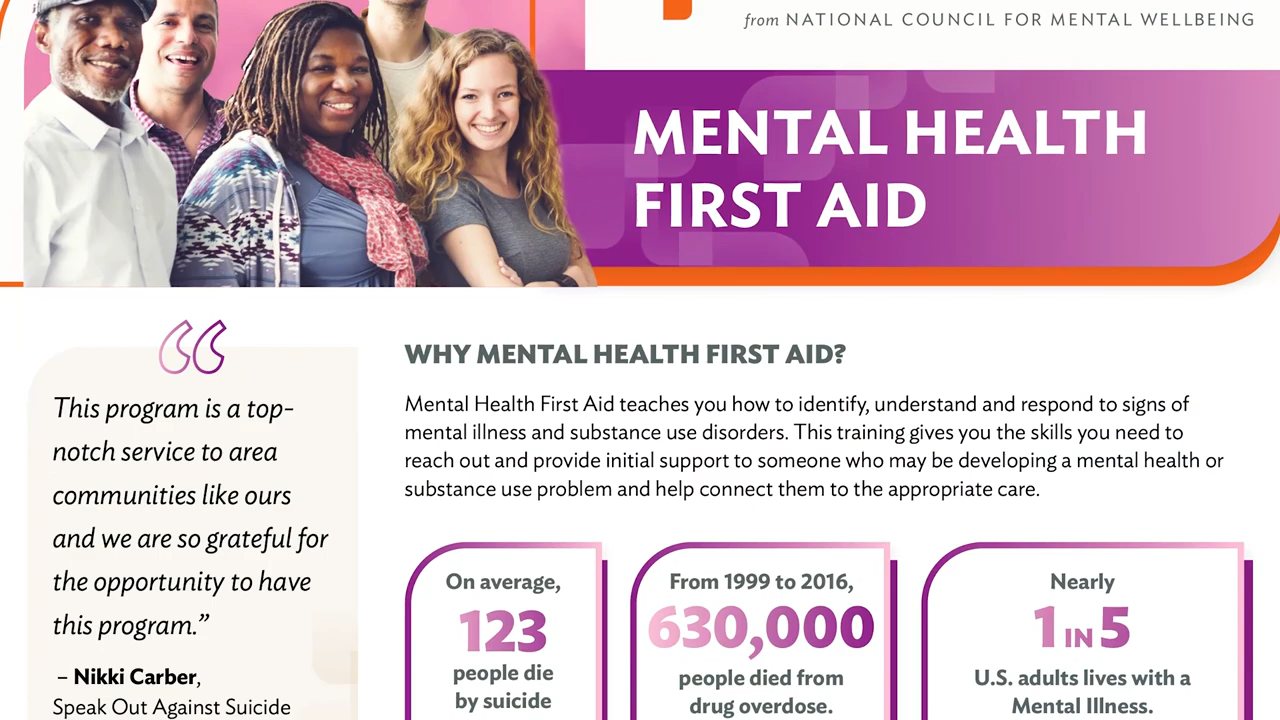 from NATIONAL COUNCIL FOR MENTAL WELLBEING
MENTAL HEALTH
FIRST AID
This program is a top-
notch service to area
communities like ours
and we are so grateful for
the opportunity to have
this program.”
– Nikki Carber,
Speak Out Against Suicide
WHY MENTAL HEALTH FIRST AID?
Mental Health First Aid teaches you how to identify, understand and respond to signs of
mental illness and substance use disorders. This training gives you the skills you need to
reach out and provide initial support to someone who may be developing a mental health or
substance use problem and help connect them to the appropriate care.
On average,
123
people die
by suicide
From 1999 to 2016,
630,000
people died from
drug overdose.
Nearly
1 IN 5
U.S. adults lives with a
Mental Illness.